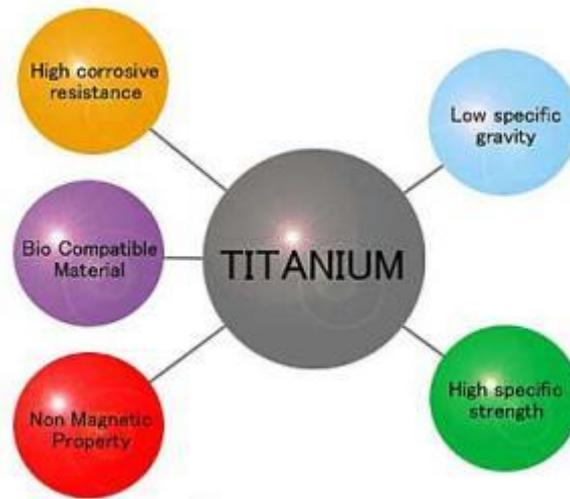 High corrosive
resistance
Low specific
gravity
Bio Compatible
Material
TITANIUM
Non Magnetic
Property
High specific
strength